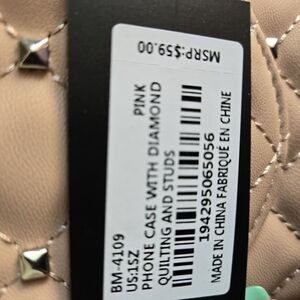 BM-4109
US:1SZ PINK
PHONE CASE WITH DIAMOND
QUILTING AND STUDS
194295065056
MADE IN CHINA FABRIQUÉ EN CHINE
MSRP:$59.00